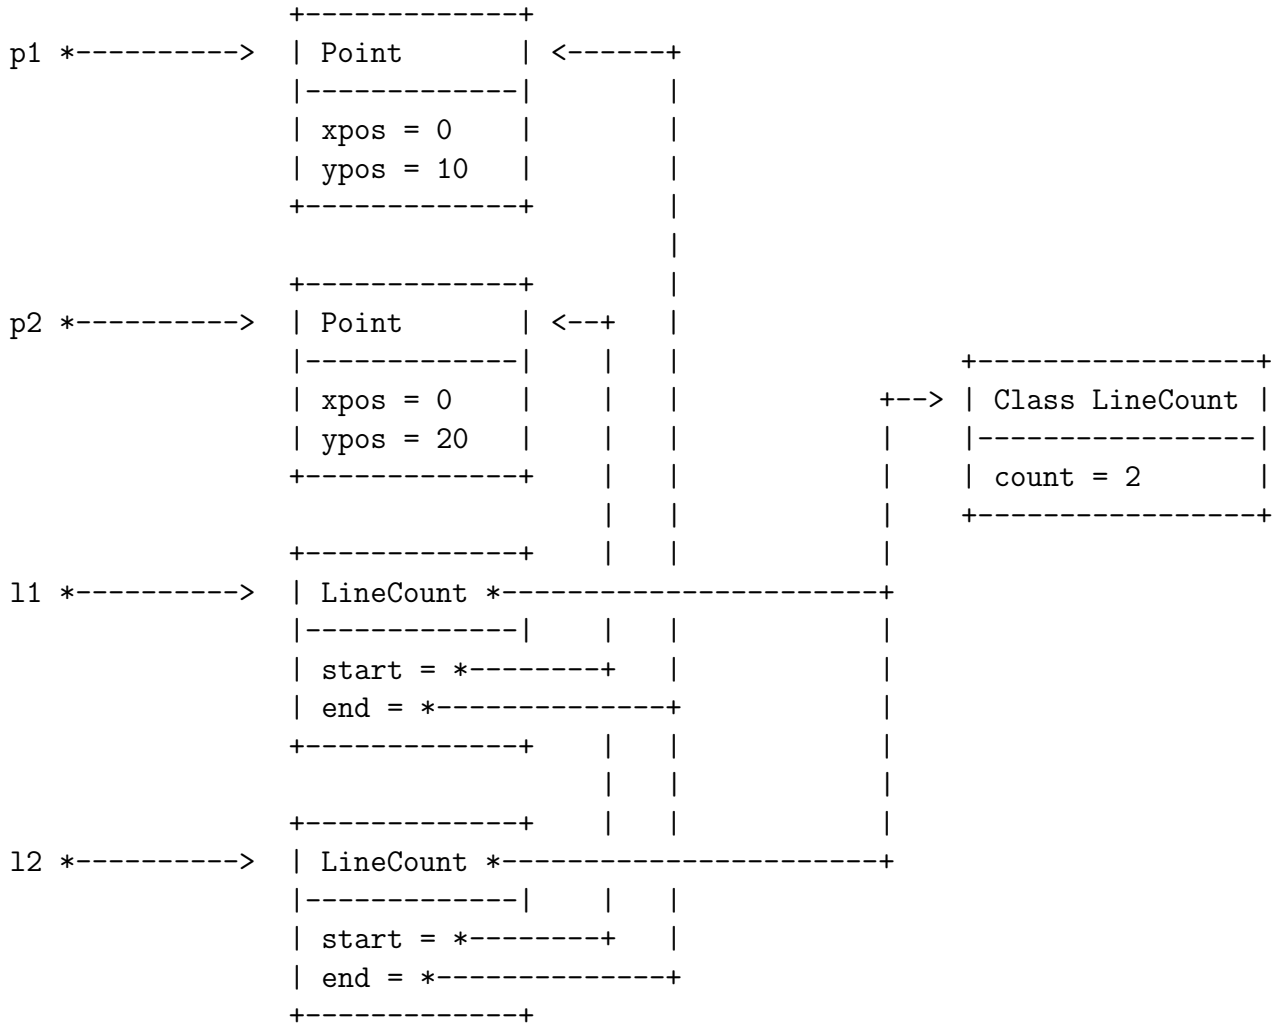 +-------------+
p1 *---------->  | Point       | <------+
                 |-------------|        |
                 | xpos = 0    |        |
                 | ypos = 10   |        |
                 +-------------+        |
                                        |
                 +-------------+        |
p2 *---------->  | Point       | <--+   |
                 |-------------|    |   |                 +-----------------+
                 | xpos = 0    |    |   |            +--> | Class LineCount |
                 | ypos = 20   |    |   |            |    |-----------------|
                 +-------------+    |   |            |    | count = 2       |
                                    |   |            |    +-----------------+
                 +-------------+    |   |            |
l1 *---------->  | LineCount *-----------------------+
                 |-------------|    |   |            |
                 | start = *--------+   |            |
                 | end = *--------------+            |
                 +-------------+    |   |            |
                                    |   |            |
                 +-------------+    |   |            |
l2 *---------->  | LineCount *-----------------------+
                 |-------------|    |   |
                 | start = *--------+   |
                 | end = *--------------+
                 +-------------+